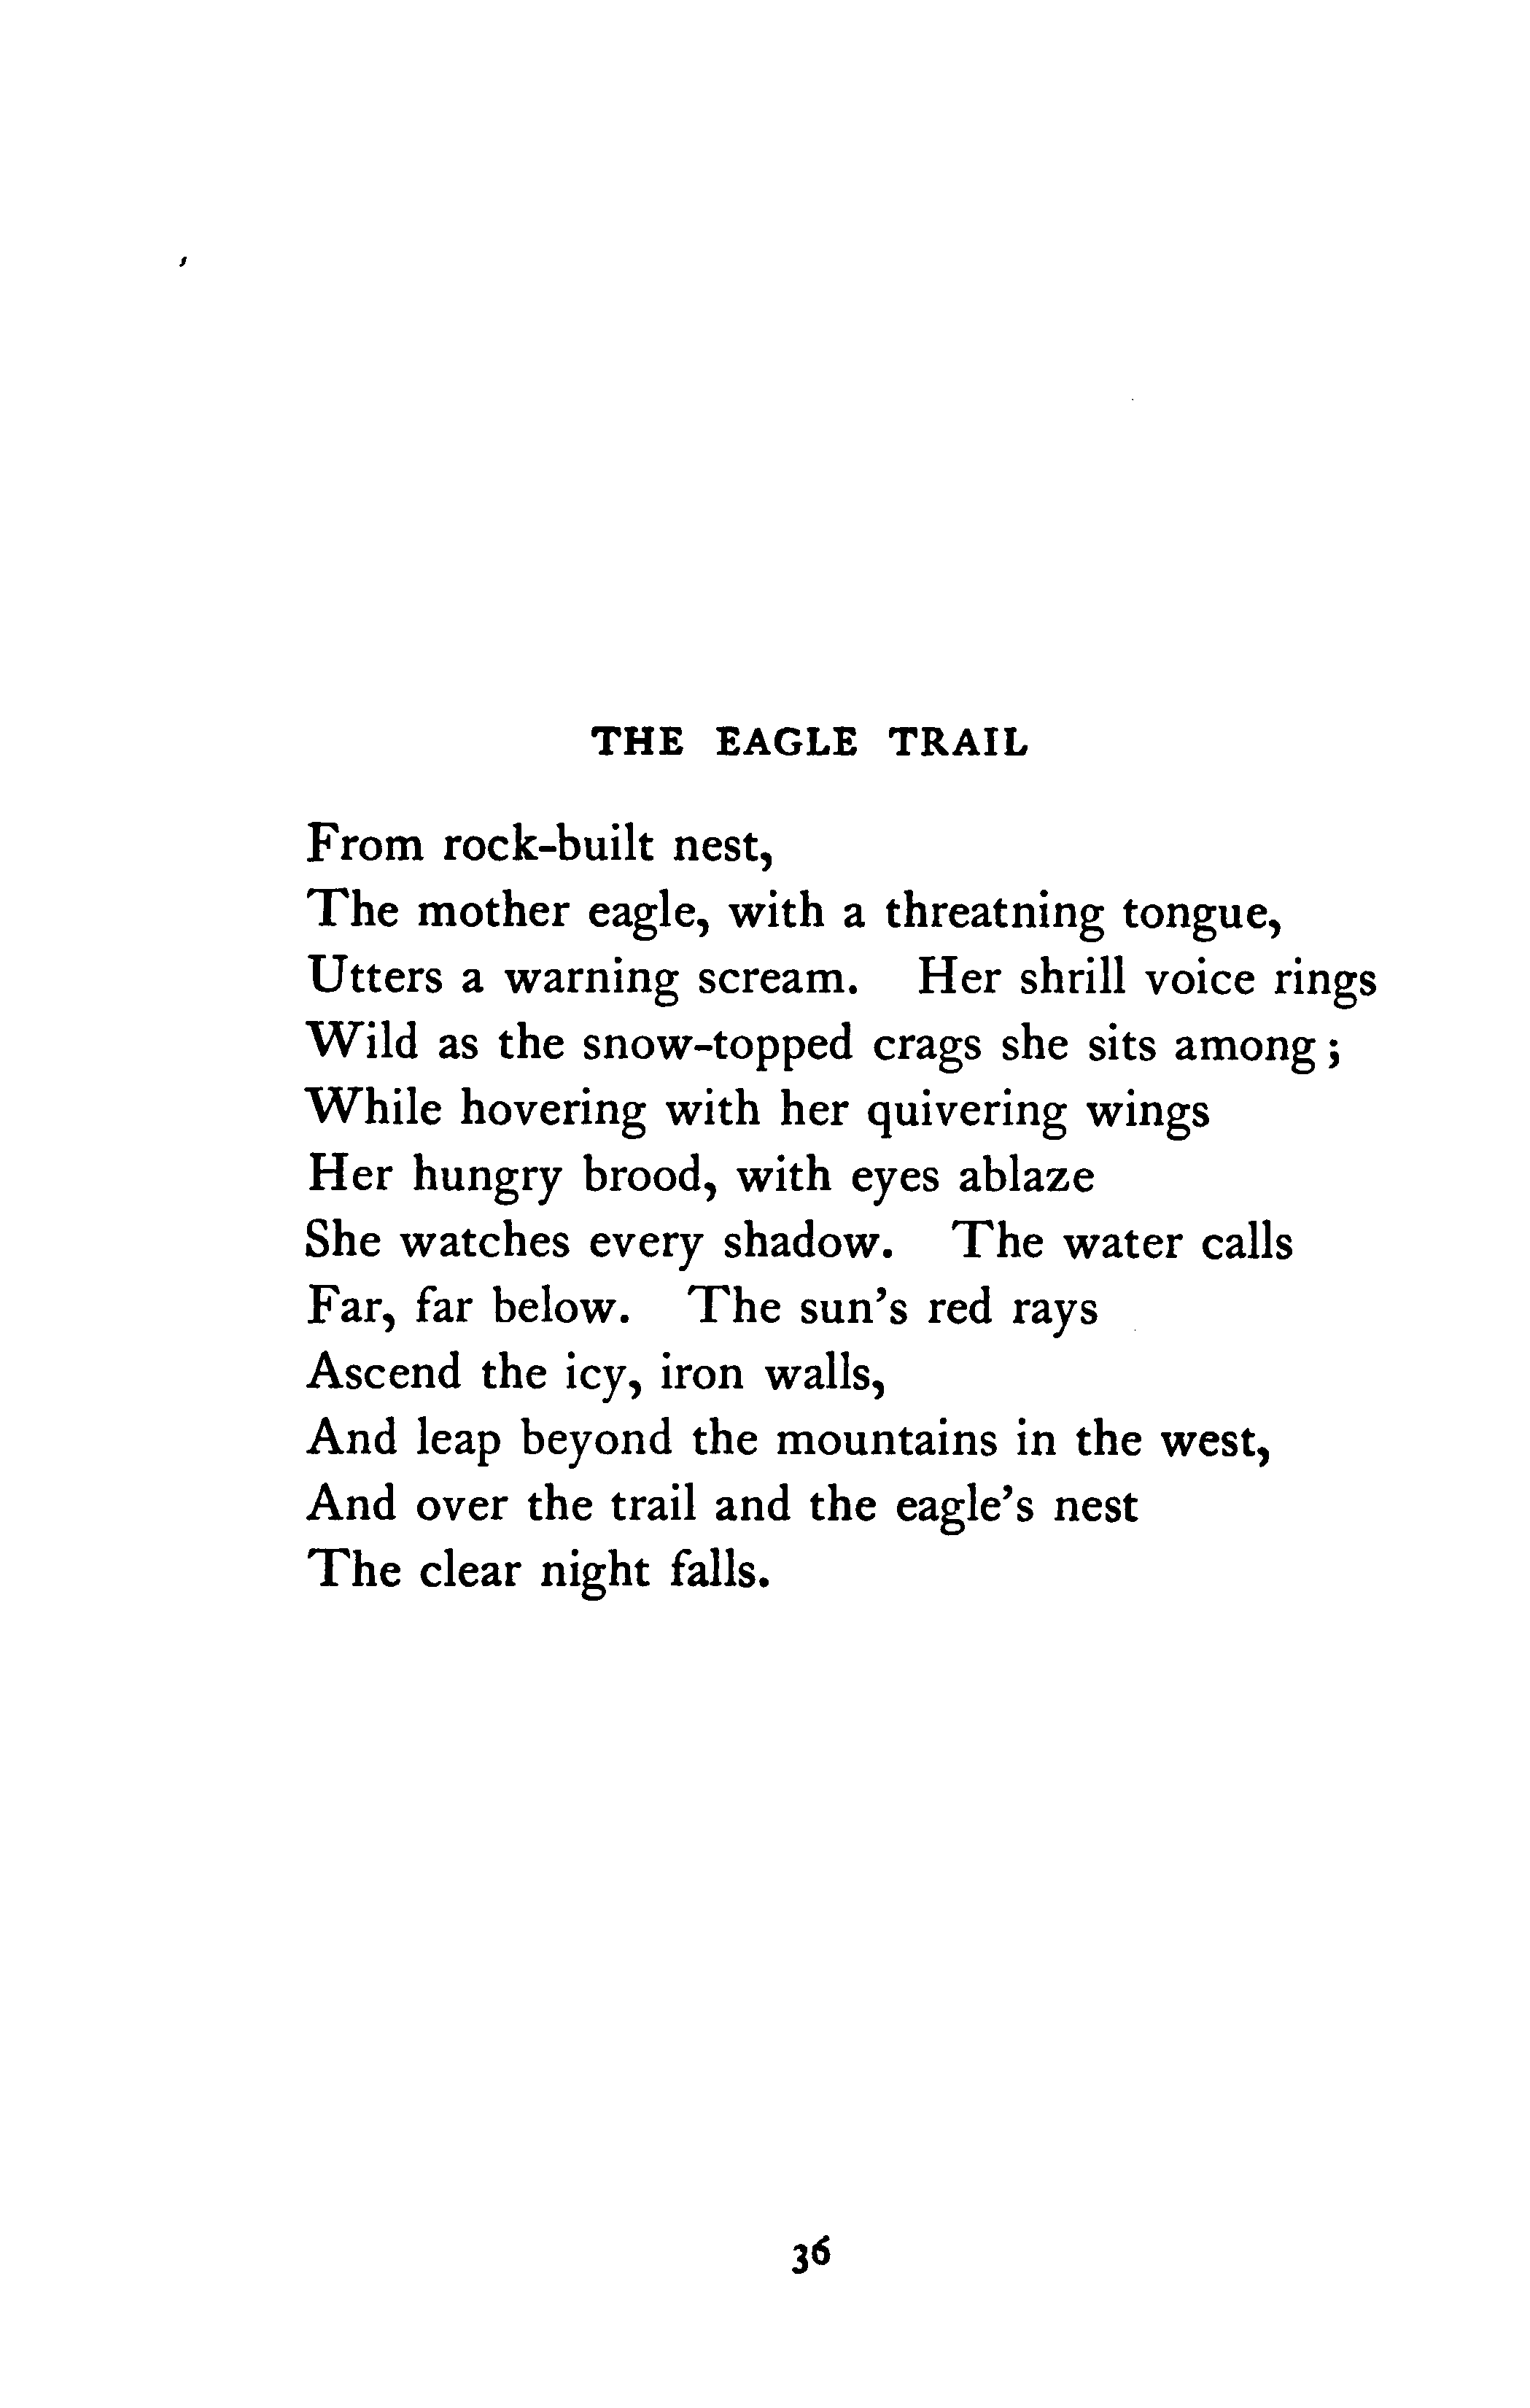 THE EAGLE TRAIL
From rock-built nest,
The mother eagle, with a threatning tongue,
Utters a warning scream. Her shrill voice rings
Wild as the snow-topped crags she sits among;
While hovering with her quivering wings
Her hungry brood, with eyes ablaze
She watches every shadow. The water calls
Far, far below. The sun's red rays
Ascend the icy, iron walls,
And leap beyond the mountains in the west,
And over the trail and the eagle's nest
The clear night falls.
36